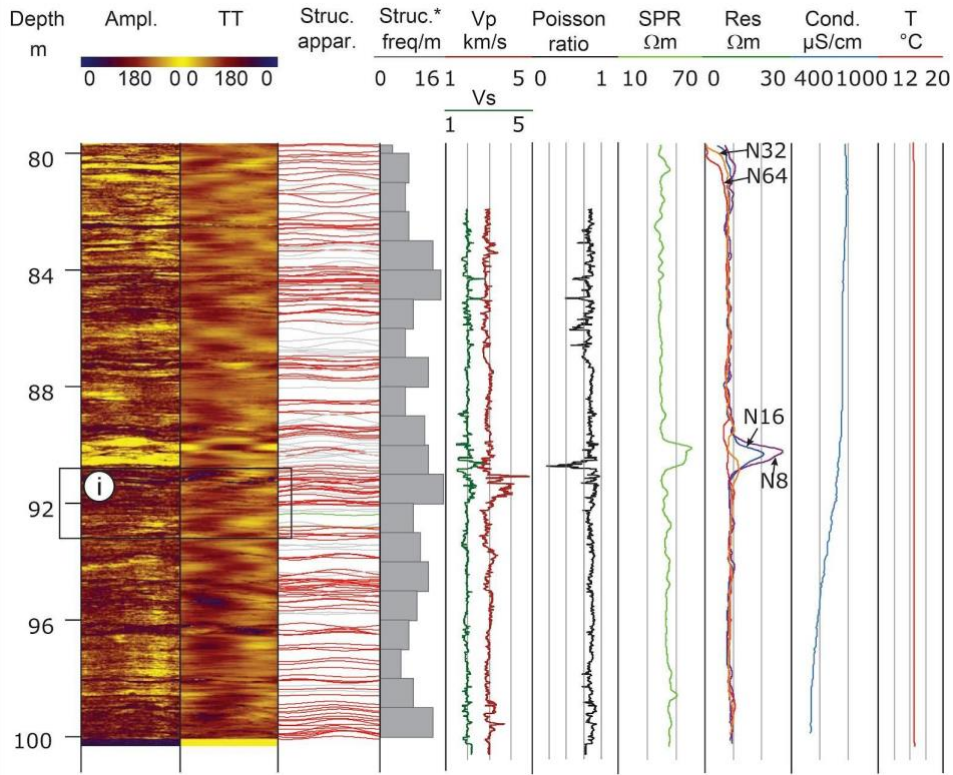 Depth Ampl. TT Struc. Struc.* Vp Poisson SPR Res Cond. T
m appar. freq/m km/s ratio Ωm Ωm µS/cm °C
0 180 0 0 180 0 0 16 1 5 0 1 10 70 0 30 400 1000 12 20
Vs
1 5
80
N32
N64
84
88
N16
N8
i
92
96
100